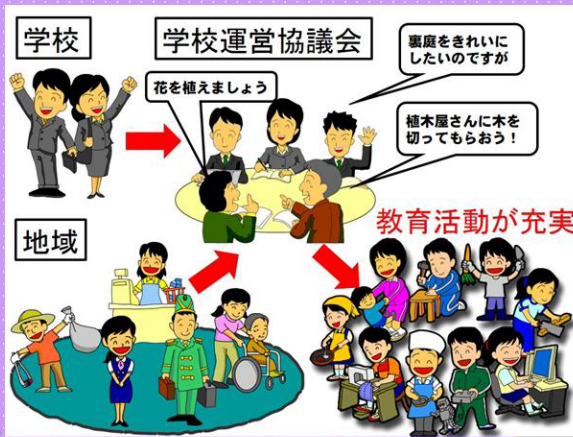 学校
学校運営協議会
裏庭をきれいに
したいのですが
花を植えましょう
植木屋さんに木を
切ってもらおう！
地域
教育活動が充実